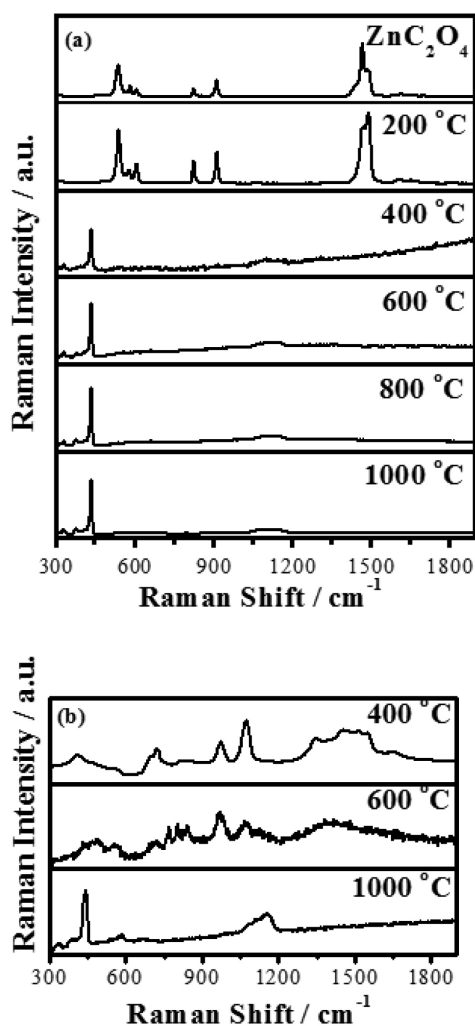 (a)
ZnC₂O₄
200 °C
400 °C
600 °C
800 °C
1000 °C
Raman Intensity / a.u.
300 600 900 1200 1500 1800
Raman Shift / cm⁻¹
(b)
400 °C
600 °C
1000 °C
Raman Intensity / a.u.
300 600 900 1200 1500 1800
Raman Shift / cm⁻¹